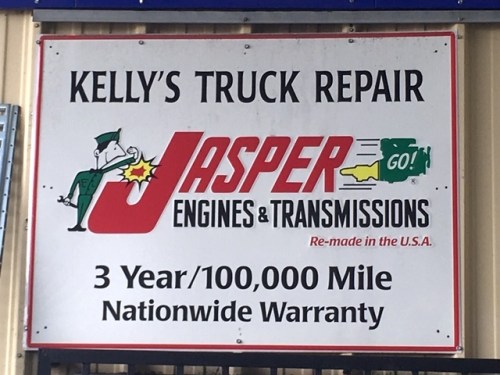 KELLY'S TRUCK REPAIR
JASPER GO!
ENGINES & TRANSMISSIONS
Re-made in the U.S.A.
3 Year/100,000 Mile
Nationwide Warranty